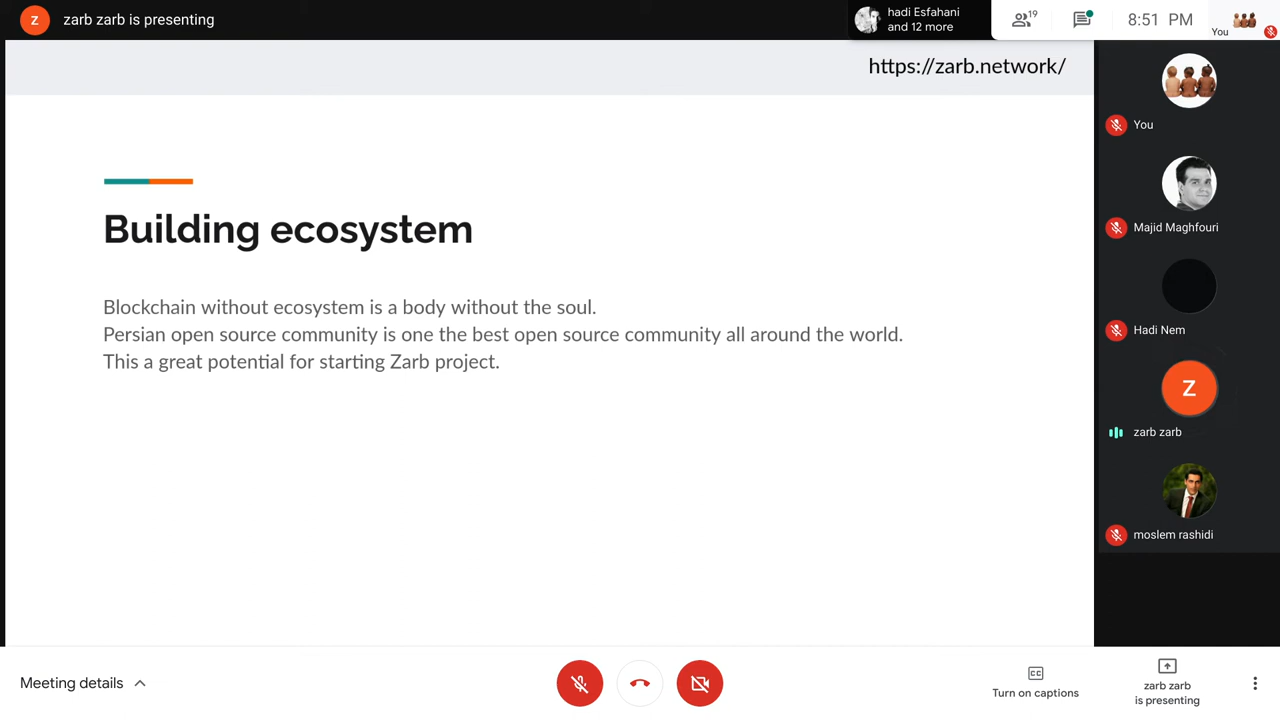 Z
zarb zarb is presenting
hadi Esfahani
and 12 more
19
8:51 PM
You
https://zarb.network/
Building ecosystem
Blockchain without ecosystem is a body without the soul.
Persian open source community is one the best open source community all around the world.
This a great potential for starting Zarb project.
You
Majid Maghfouri
Hadi Nem
Z
zarb zarb
moslem rashidi
Meeting details
CC
Turn on captions
zarb zarb
is presenting